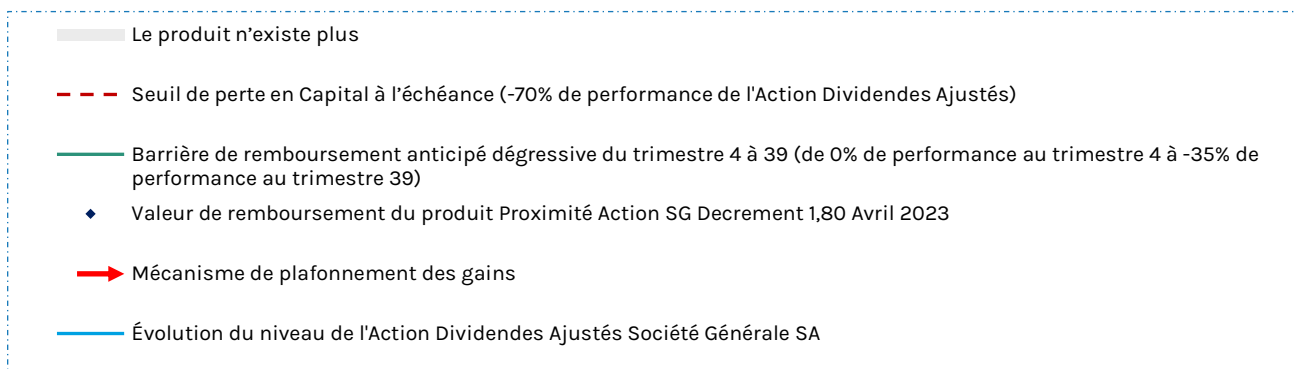 Le produit n’existe plus
Seuil de perte en Capital à l’échéance (-70% de performance de l'Action Dividendes Ajustés)
Barrière de remboursement anticipé dégressive du trimestre 4 à 39 (de 0% de performance au trimestre 4 à -35% de
performance au trimestre 39)
Valeur de remboursement du produit Proximité Action SG Decrement 1,80 Avril 2023
Mécanisme de plafonnement des gains
Évolution du niveau de l'Action Dividendes Ajustés Société Générale SA